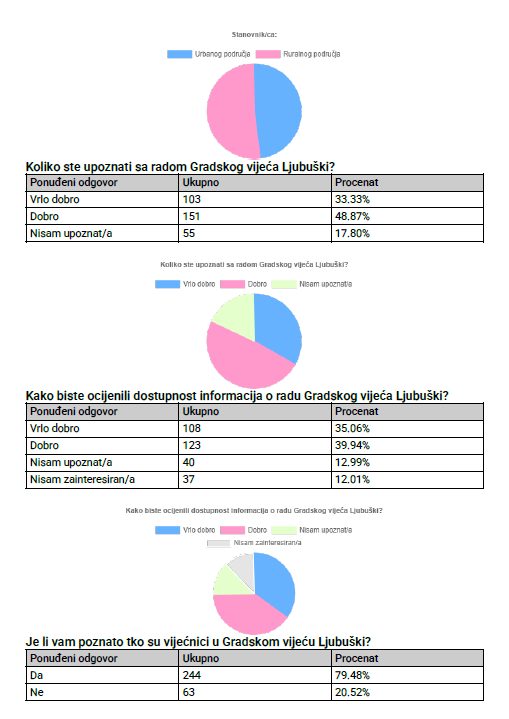 Stanovnik/ca:
Urbanog područja Ruralnog područja
Koliko ste upoznati sa radom Gradskog vijeća Ljubuški?
Ponuđeni odgovor Ukupno Procenat
Vrlo dobro 103 33.33%
Dobro 151 48.87%
Nisam upoznat/a 55 17.80%
Koliko ste upoznati sa radom Gradskog vijeća Ljubuški?
Vrlo dobro Dobro Nisam upoznat/a
Kako biste ocijenili dostupnost informacija o radu Gradskog vijeća Ljubuški?
Ponuđeni odgovor Ukupno Procenat
Vrlo dobro 108 35.06%
Dobro 123 39.94%
Nisam upoznat/a 40 12.99%
Nisam zainteresiran/a 37 12.01%
Kako biste ocijenili dostupnost informacija o radu Gradskog vijeća Ljubuški?
Vrlo dobro Dobro Nisam upoznat/a
Nisam zainteresiran/a
Je li vam poznato tko su vijećnici u Gradskom vijeću Ljubuški?
Ponuđeni odgovor Ukupno Procenat
Da 244 79.48%
Ne 63 20.52%